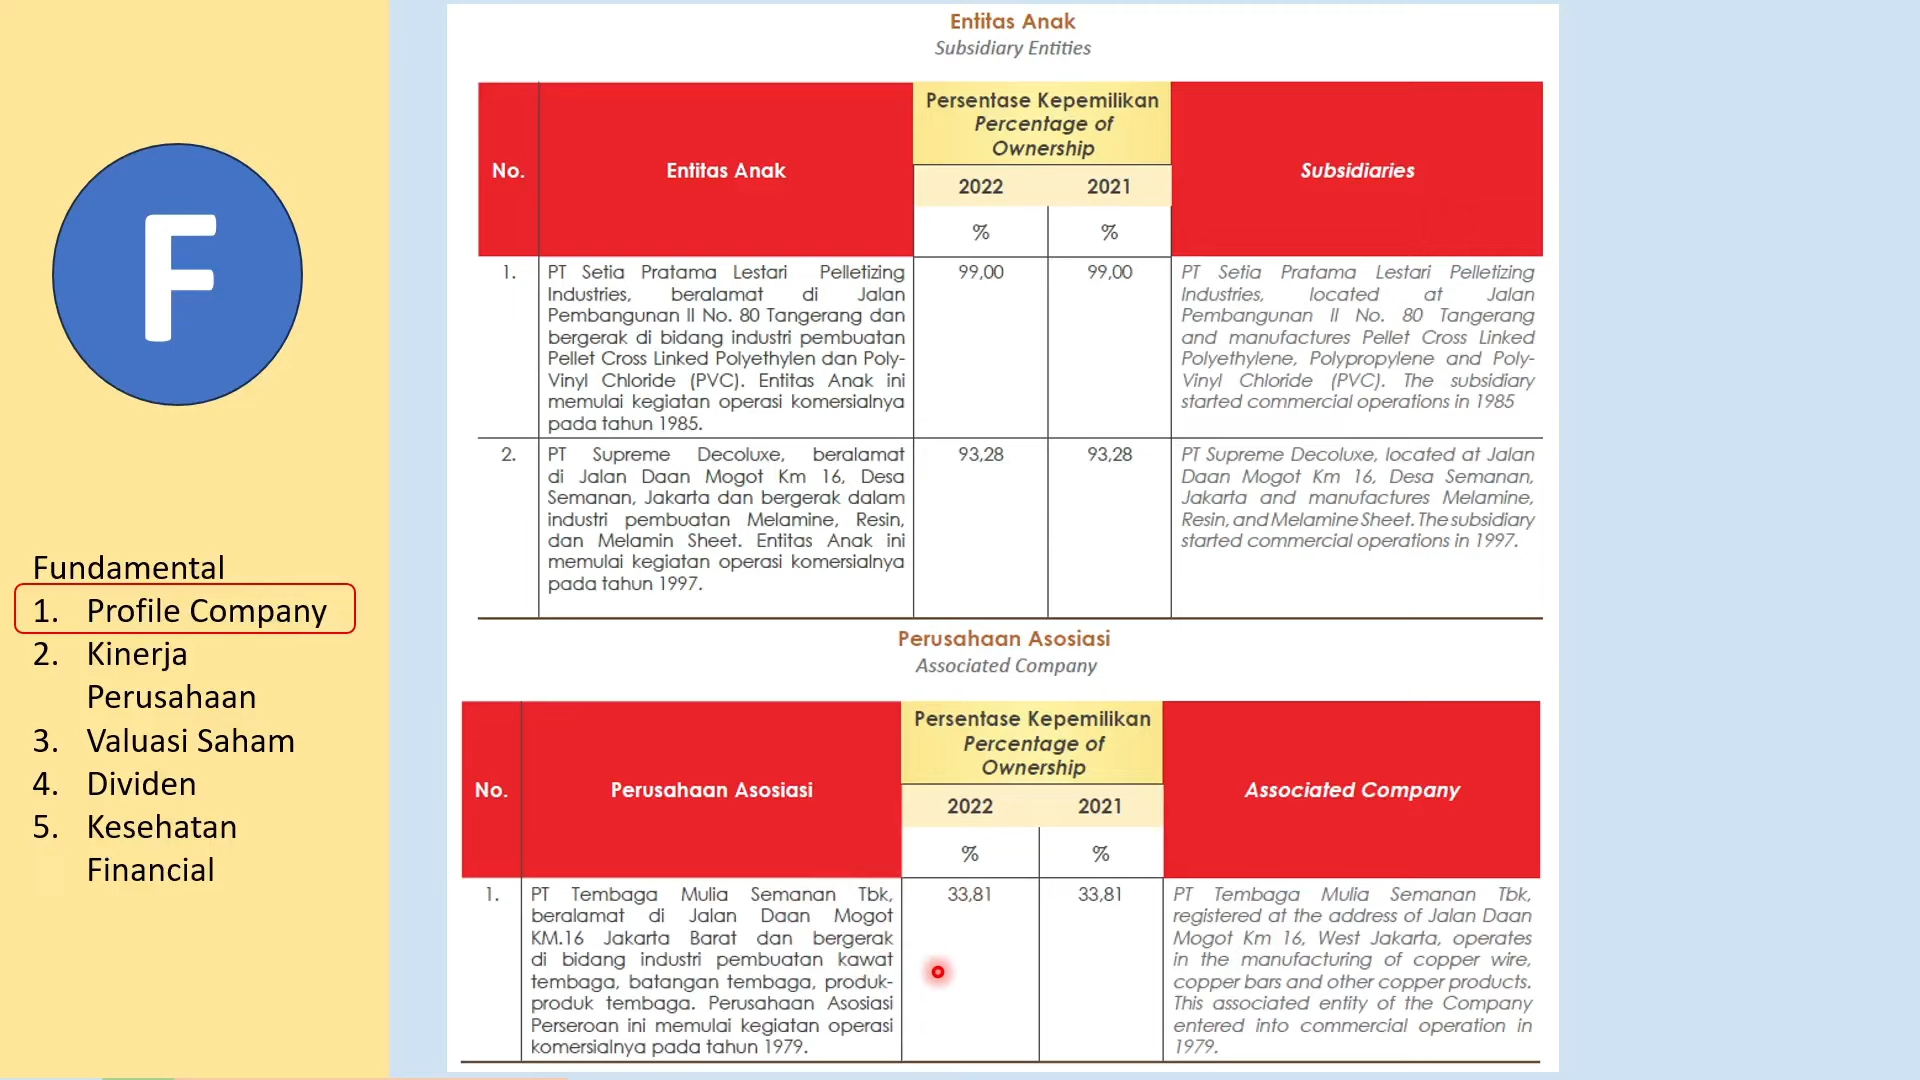 F
Fundamental
1. Profile Company
2. Kinerja
Perusahaan
3. Valuasi Saham
4. Dividen
5. Kesehatan
Financial
Entitas Anak
Subsidiary Entities
No.
Entitas Anak
Persentase Kepemilikan
Percentage of
Ownership
2022 2021
% %
Subsidiaries
1.
PT Setia Pratama Lestari Pelletizing
Industries, beralamat di Jalan
Pembangunan II No. 80 Tangerang dan
bergerak di bidang industri pembuatan
Pellet Cross Linked Polyethylen dan Poly-
Vinyl Chloride (PVC). Entitas Anak ini
memulai kegiatan operasi komersialnya
pada tahun 1985.
99,00 99,00
PT Setia Pratama Lestari Pelletizing
Industries, located at Jalan
Pembangunan II No. 80 Tangerang
and manufactures Pellet Cross Linked
Polyethylene, Polypropylene and Poly-
Vinyl Chloride (PVC). The subsidiary
started commercial operations in 1985
2.
PT Supreme Decoluxe, beralamat
di Jalan Daan Mogot Km 16, Desa
Semanan, Jakarta dan bergerak dalam
industri pembuatan Melamine, Resin,
dan Melamin Sheet. Entitas Anak ini
memulai kegiatan operasi komersialnya
pada tahun 1997.
93,28 93,28
PT Supreme Decoluxe, located at Jalan
Daan Mogot Km 16, Desa Semanan,
Jakarta and manufactures Melamine,
Resin, and Melamine Sheet. The subsidiary
started commercial operations in 1997.
Perusahaan Asosiasi
Associated Company
No.
Perusahaan Asosiasi
Persentase Kepemilikan
Percentage of
Ownership
2022 2021
% %
Associated Company
1.
PT Tembaga Mulia Semanan Tbk,
beralamat di Jalan Daan Mogot
KM.16 Jakarta Barat dan bergerak
di bidang industri pembuatan kawat
tembaga, batangan tembaga, produk-
produk tembaga. Perusahaan Asosiasi
Perseroan ini memulai kegiatan operasi
komersialnya pada tahun 1979.
33,81 33,81
PT Tembaga Mulia Semanan Tbk,
registered at the address of Jalan Daan
Mogot Km 16, West Jakarta, operates
in the manufacturing of copper wire,
copper bars and other copper products.
This associated entity of the Company
entered into commercial operation in
1979.